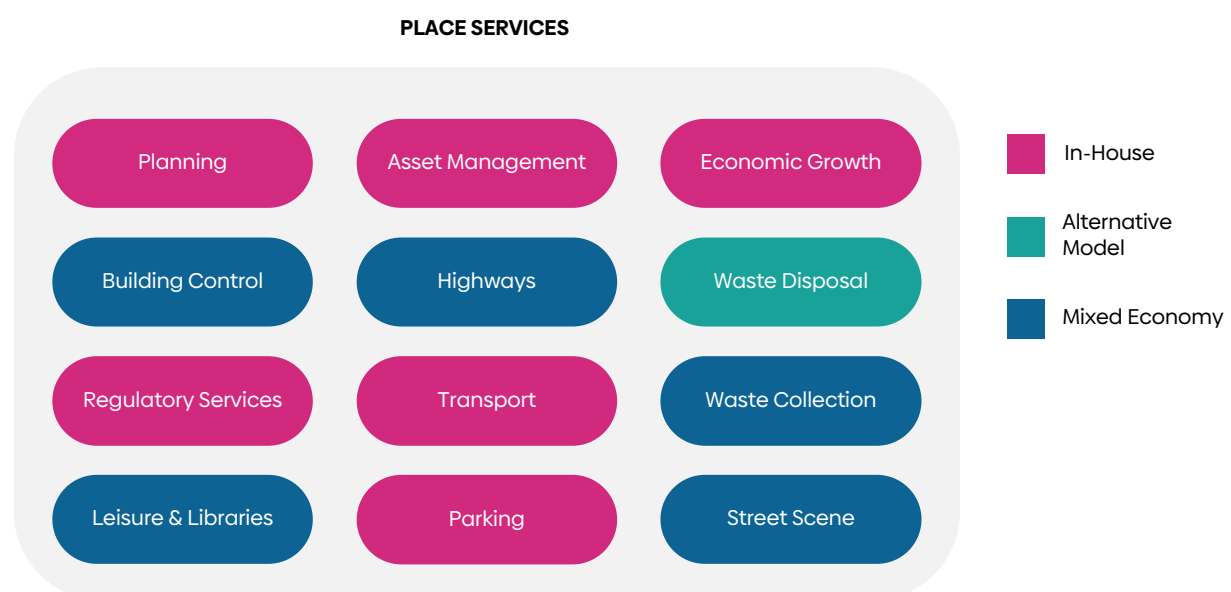 PLACE SERVICES
Planning
Asset Management
Economic Growth
Building Control
Highways
Waste Disposal
Regulatory Services
Transport
Waste Collection
Leisure & Libraries
Parking
Street Scene
In-House
Alternative
Model
Mixed Economy